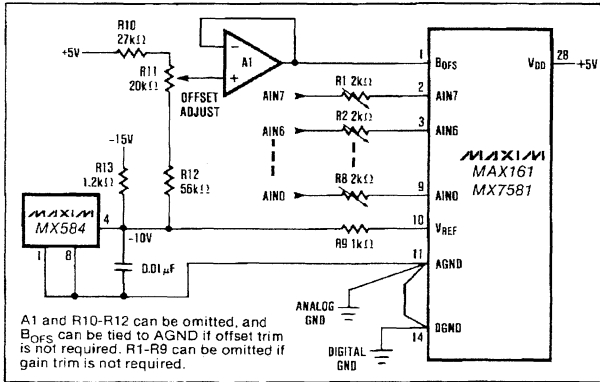 R10
27kΩ
+5V
R11
20kΩ
OFFSET
ADJUST
−
+
A1
1
BOFS
VDD
28
+5V
R1 2kΩ
AIN7
2
AIN7
R2 2kΩ
AIN6
3
AIN6
MAXIM
MAX161
MX7581
-15V
R13
1.2kΩ
R12
56kΩ
R8 2kΩ
AIN0
9
AIN0
MAXIM
MX584
4
-10V
R9 1kΩ
10
VREF
1
8
0.01µF
11
AGND
ANALOG
GND
DGND
14
DIGITAL
GND
A1 and R10-R12 can be omitted, and
BOFS can be tied to AGND if offset trim
is not required. R1-R9 can be omitted if
gain trim is not required.